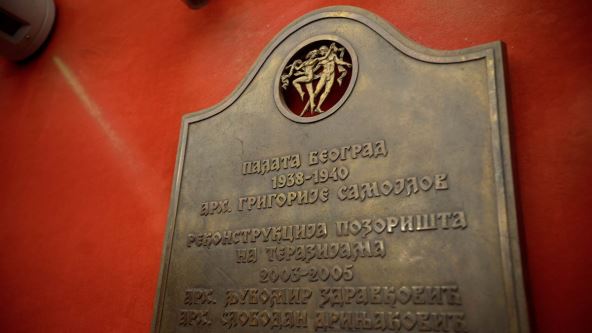 ПАЛАТА БЕОГРАД
1938-1940
АРХ. ГРИГОРИЈЕ САМОЈЛОВ
РЕКОНСТРУКЦИЈА ПОЗОРИШТА
НА ТЕРАЗИЈАМА
2003-2005
АРХ. ЉУБОМИР ЗДРАВКОВИЋ
АРХ. СЛОБОДАН ДРИЊАКОВИЋ